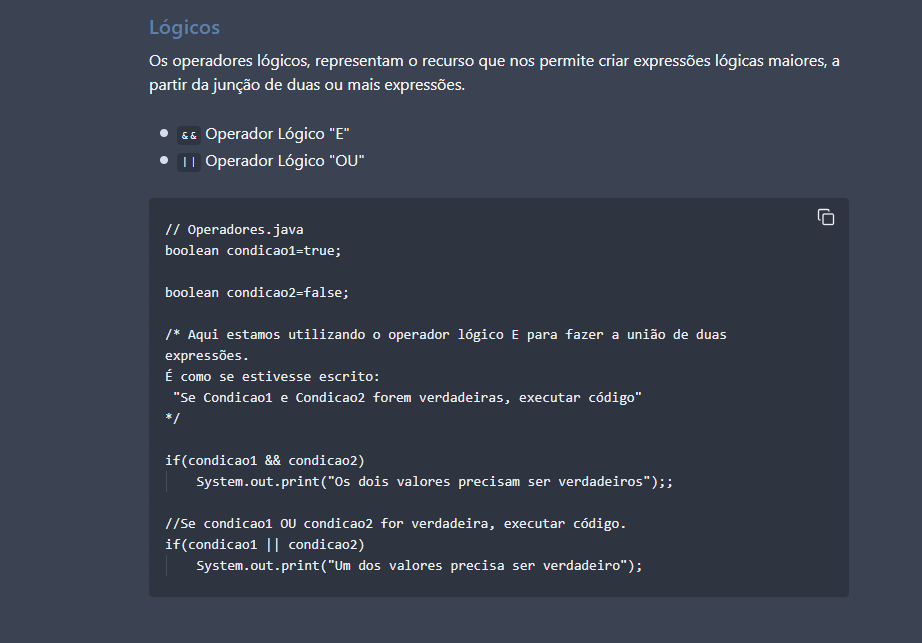 Lógicos
Os operadores lógicos, representam o recurso que nos permite criar expressões lógicas maiores, a
partir da junção de duas ou mais expressões.
&& Operador Lógico "E"
|| Operador Lógico "OU"
// Operadores.java
boolean condicao1=true;
boolean condicao2=false;
/* Aqui estamos utilizando o operador lógico E para fazer a união de duas
expressões.
É como se estivesse escrito:
"Se Condicao1 e Condicao2 forem verdadeiras, executar código"
*/
if(condicao1 && condicao2)
System.out.print("Os dois valores precisam ser verdadeiros");;
//Se condicao1 OU condicao2 for verdadeira, executar código.
if(condicao1 || condicao2)
System.out.print("Um dos valores precisa ser verdadeiro");